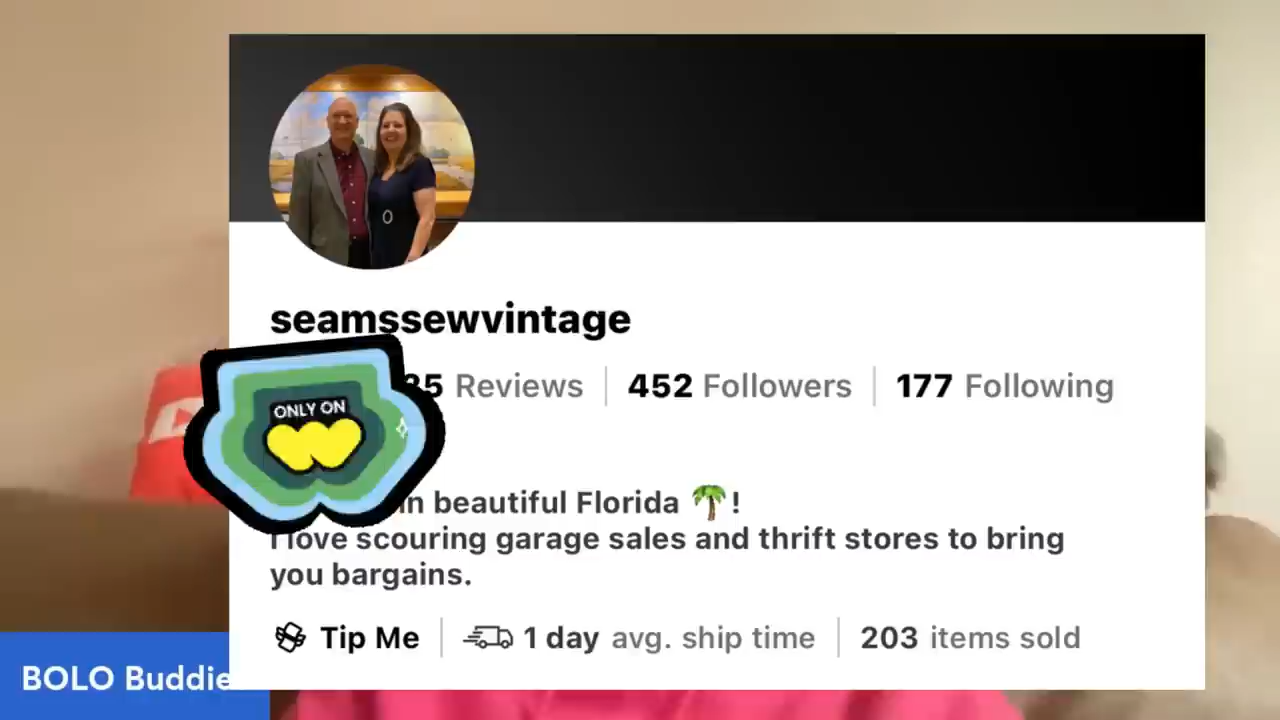 seamssewvintage
Reviews 452 Followers 177 Following
ONLY ON
in beautiful Florida 🌴!
I love scouring garage sales and thrift stores to bring
you bargains.
Tip Me 1 day avg. ship time 203 items sold
BOLO Buddie